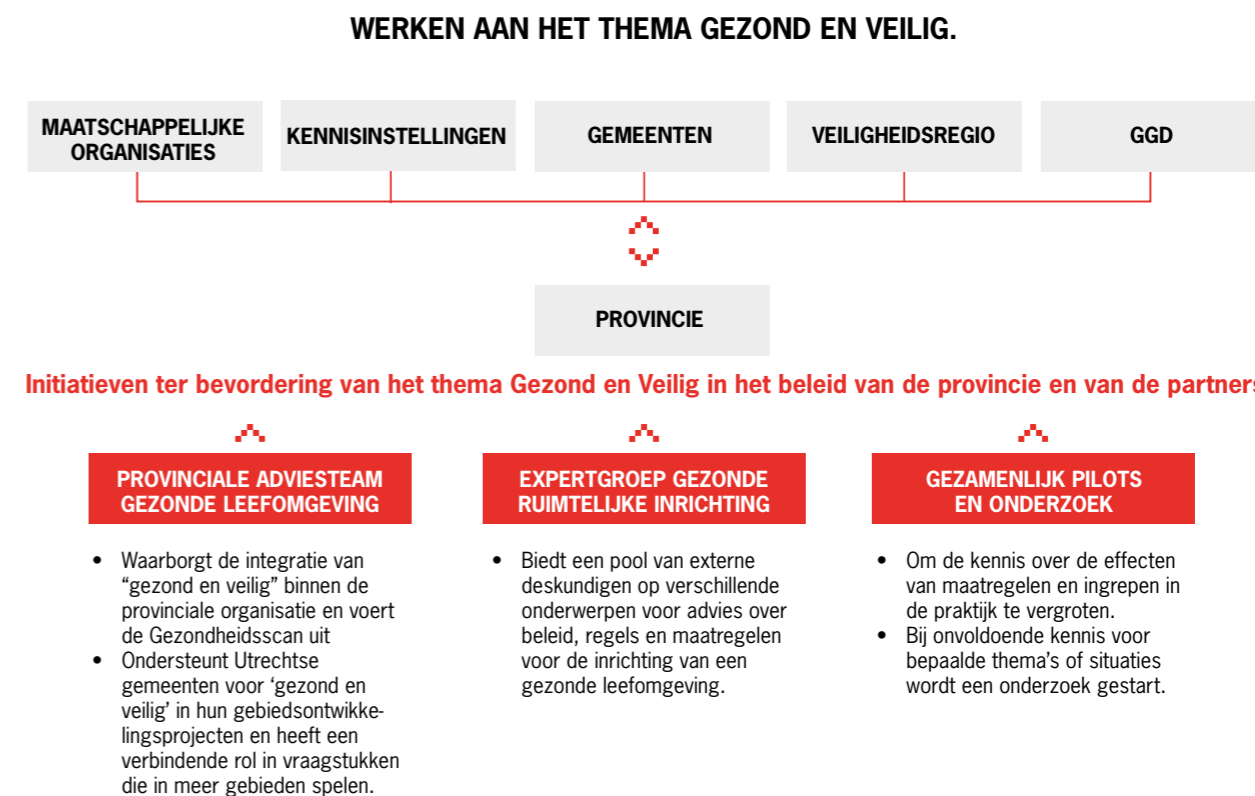 WERKEN AAN HET THEMA GEZOND EN VEILIG.
MAATSCHAPPELIJKE
ORGANISATIES
KENNISINSTELLINGEN
GEMEENTEN
VEILIGHEIDSREGIO
GGD
PROVINCIE
Initiatieven ter bevordering van het thema Gezond en Veilig in het beleid van de provincie en van de partners
PROVINCIALE ADVIESTEAM
GEZONDE LEEFOMGEVING
• Waarborgt de integratie van
“gezond en veilig” binnen de
provinciale organisatie en voert
de Gezondheidsscan uit
• Ondersteunt Utrechtse
gemeenten voor ‘gezond en
veilig’ in hun gebiedsontwikke-
lingsprojecten en heeft een
verbindende rol in vraagstukken
die in meer gebieden spelen.
EXPERTGROEP GEZONDE
RUIMTELIJKE INRICHTING
• Biedt een pool van externe
deskundigen op verschillende
onderwerpen voor advies over
beleid, regels en maatregelen
voor de inrichting van een
gezonde leefomgeving.
GEZAMENLIJK PILOTS
EN ONDERZOEK
• Om de kennis over de effecten
van maatregelen en ingrepen in
de praktijk te vergroten.
• Bij onvoldoende kennis voor
bepaalde thema’s of situaties
wordt een onderzoek gestart.